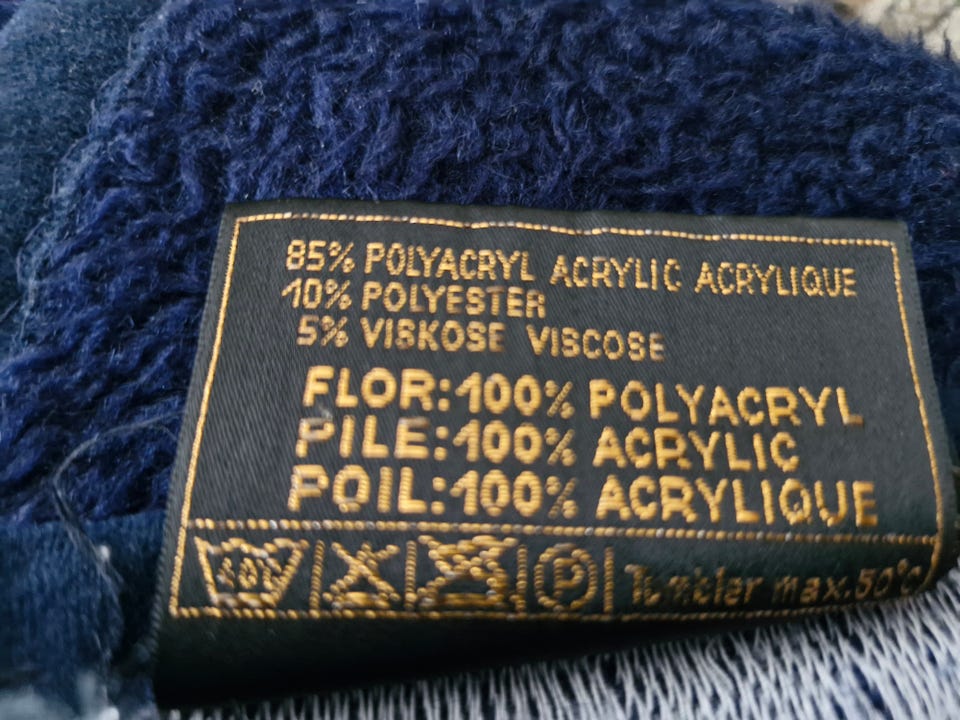 85% POLYACRYL ACRYLIC ACRYLIQUE
10% POLYESTER
5% VISKOSE VISCOSE
FLOR:100% POLYACRYL
PILE:100% ACRYLIC
POIL:100% ACRYLIQUE
P Tumbler max.50°C